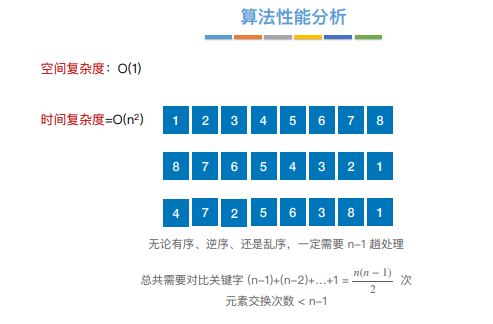 算法性能分析
空间复杂度：O(1)
时间复杂度=O(n²)
1 2 3 4 5 6 7 8
8 7 6 5 4 3 2 1
4 7 2 5 6 3 8 1
无论有序、逆序、还是乱序，一定需要 n-1 趟处理
总共需要对比关键字 (n-1)+(n-2)+…+1 = n(n − 1)/2 次
元素交换次数 < n-1